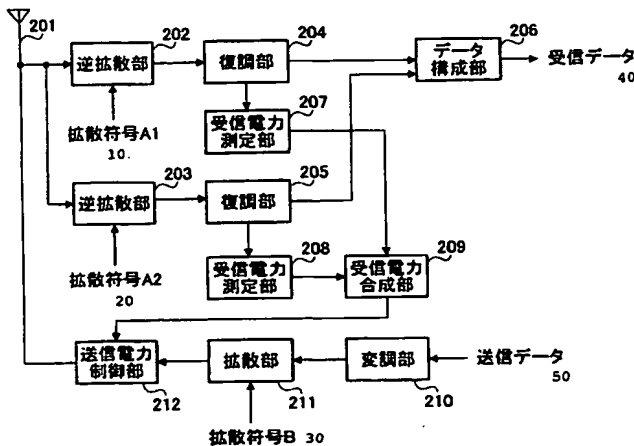 201
202
204
206
逆拡散部
復調部
データ
構成部
受信データ
40
拡散符号A1
10.
207
受信電力
測定部
203
205
逆拡散部
復調部
拡散符号A2
20
208
209
受信電力
測定部
受信電力
合成部
送信電力
制御部
212
拡散部
211
変調部
210
送信データ
50
拡散符号B 30